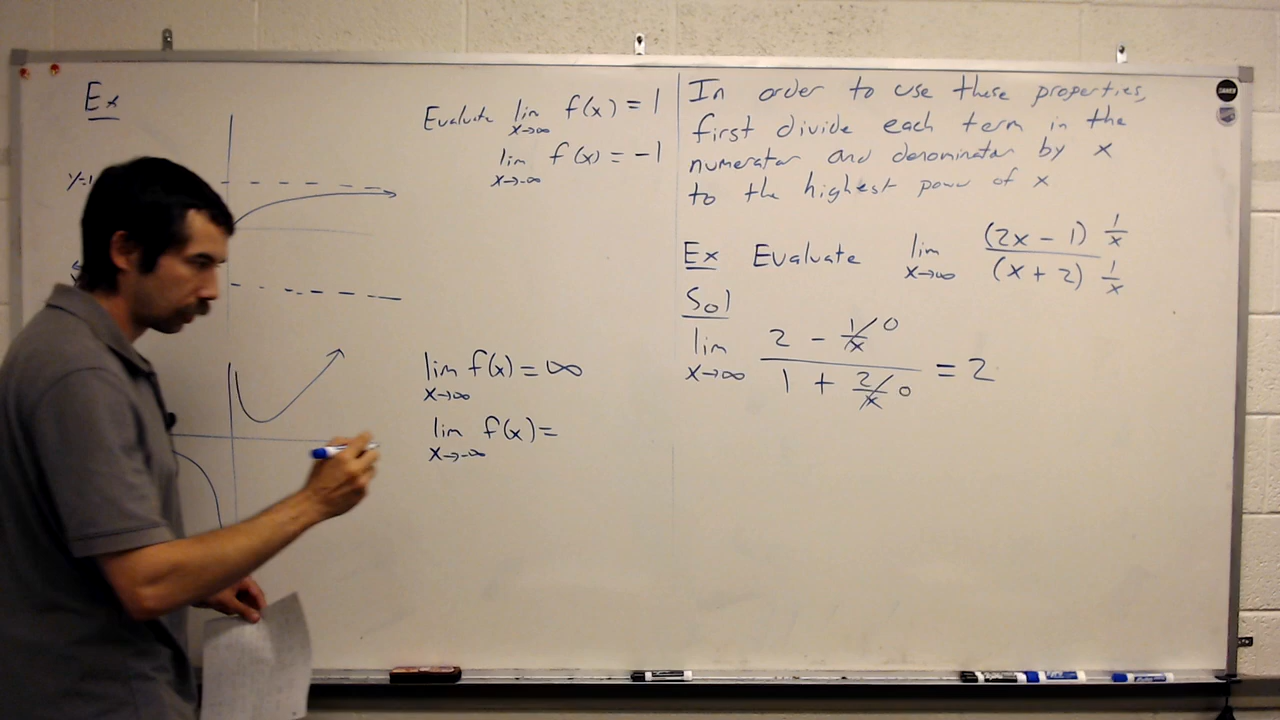 Ex
Evaluate lim x→∞ f(x) = 1
lim x→-∞ f(x) = -1
y=1
lim x→∞ f(x) = ∞
lim x→-∞ f(x) =
In order to use these properties,
first divide each term in the
numerator and denominator by x
to the highest power of x
Ex Evaluate lim x→∞ (2x - 1) 1/x / (x + 2) 1/x
Sol
lim x→∞ 2 - 1/x 0 / 1 + 2/x 0 = 2